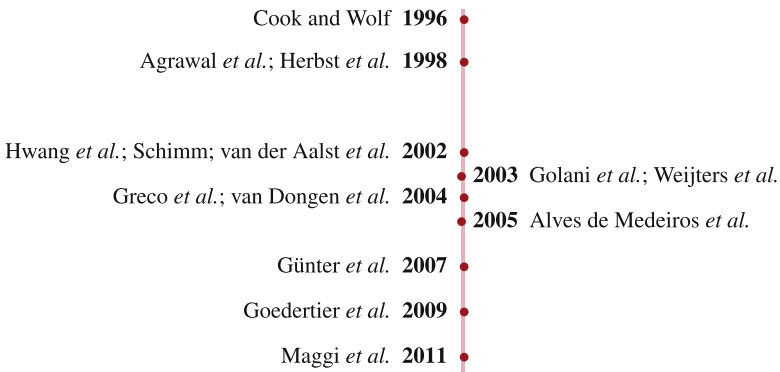 Cook and Wolf 1996
Agrawal et al.; Herbst et al. 1998
Hwang et al.; Schimm; van der Aalst et al. 2002
2003 Golani et al.; Weijters et al.
Greco et al.; van Dongen et al. 2004
2005 Alves de Medeiros et al.
Günter et al. 2007
Goedertier et al. 2009
Maggi et al. 2011